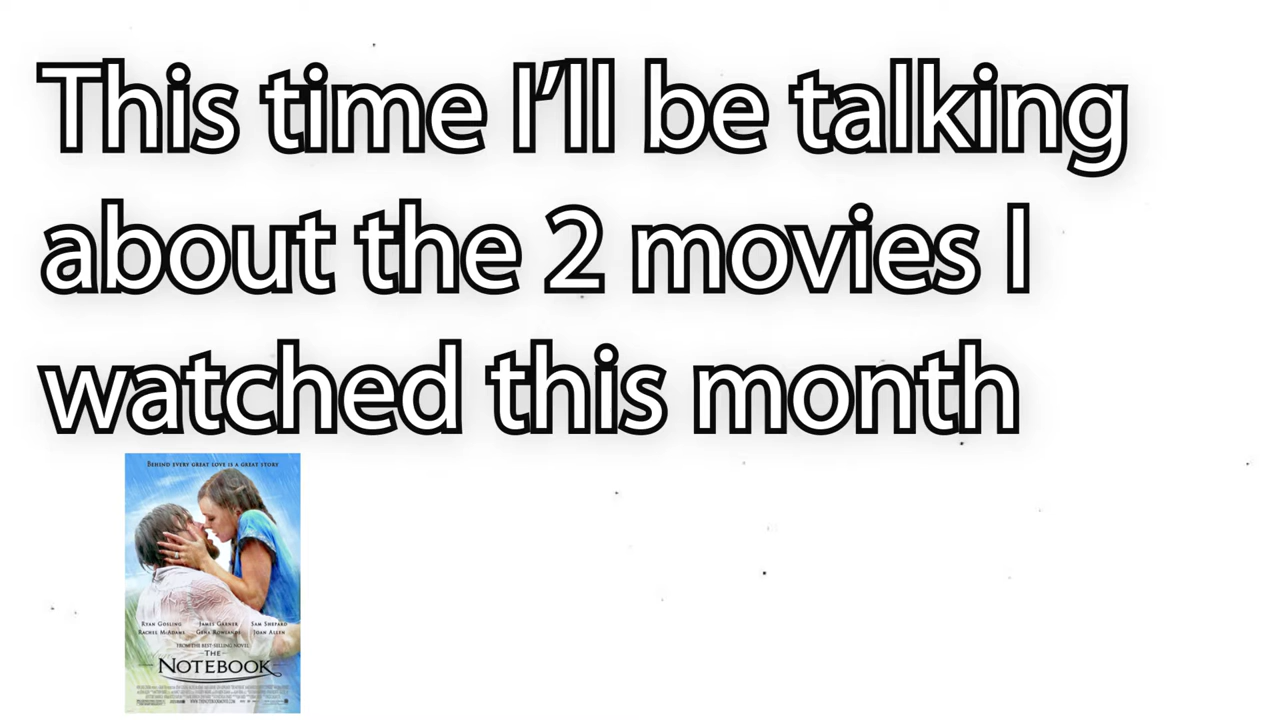 This time I’ll be talking
about the 2 movies I
watched this month
BEHIND EVERY GREAT LOVE IS A GREAT STORY
RYAN GOSLING JAMES GARNER SAM SHEPARD
RACHEL MCADAMS GENA ROWLANDS JOAN ALLEN
FROM THE BEST-SELLING NOVEL
THE
NOTEBOOK